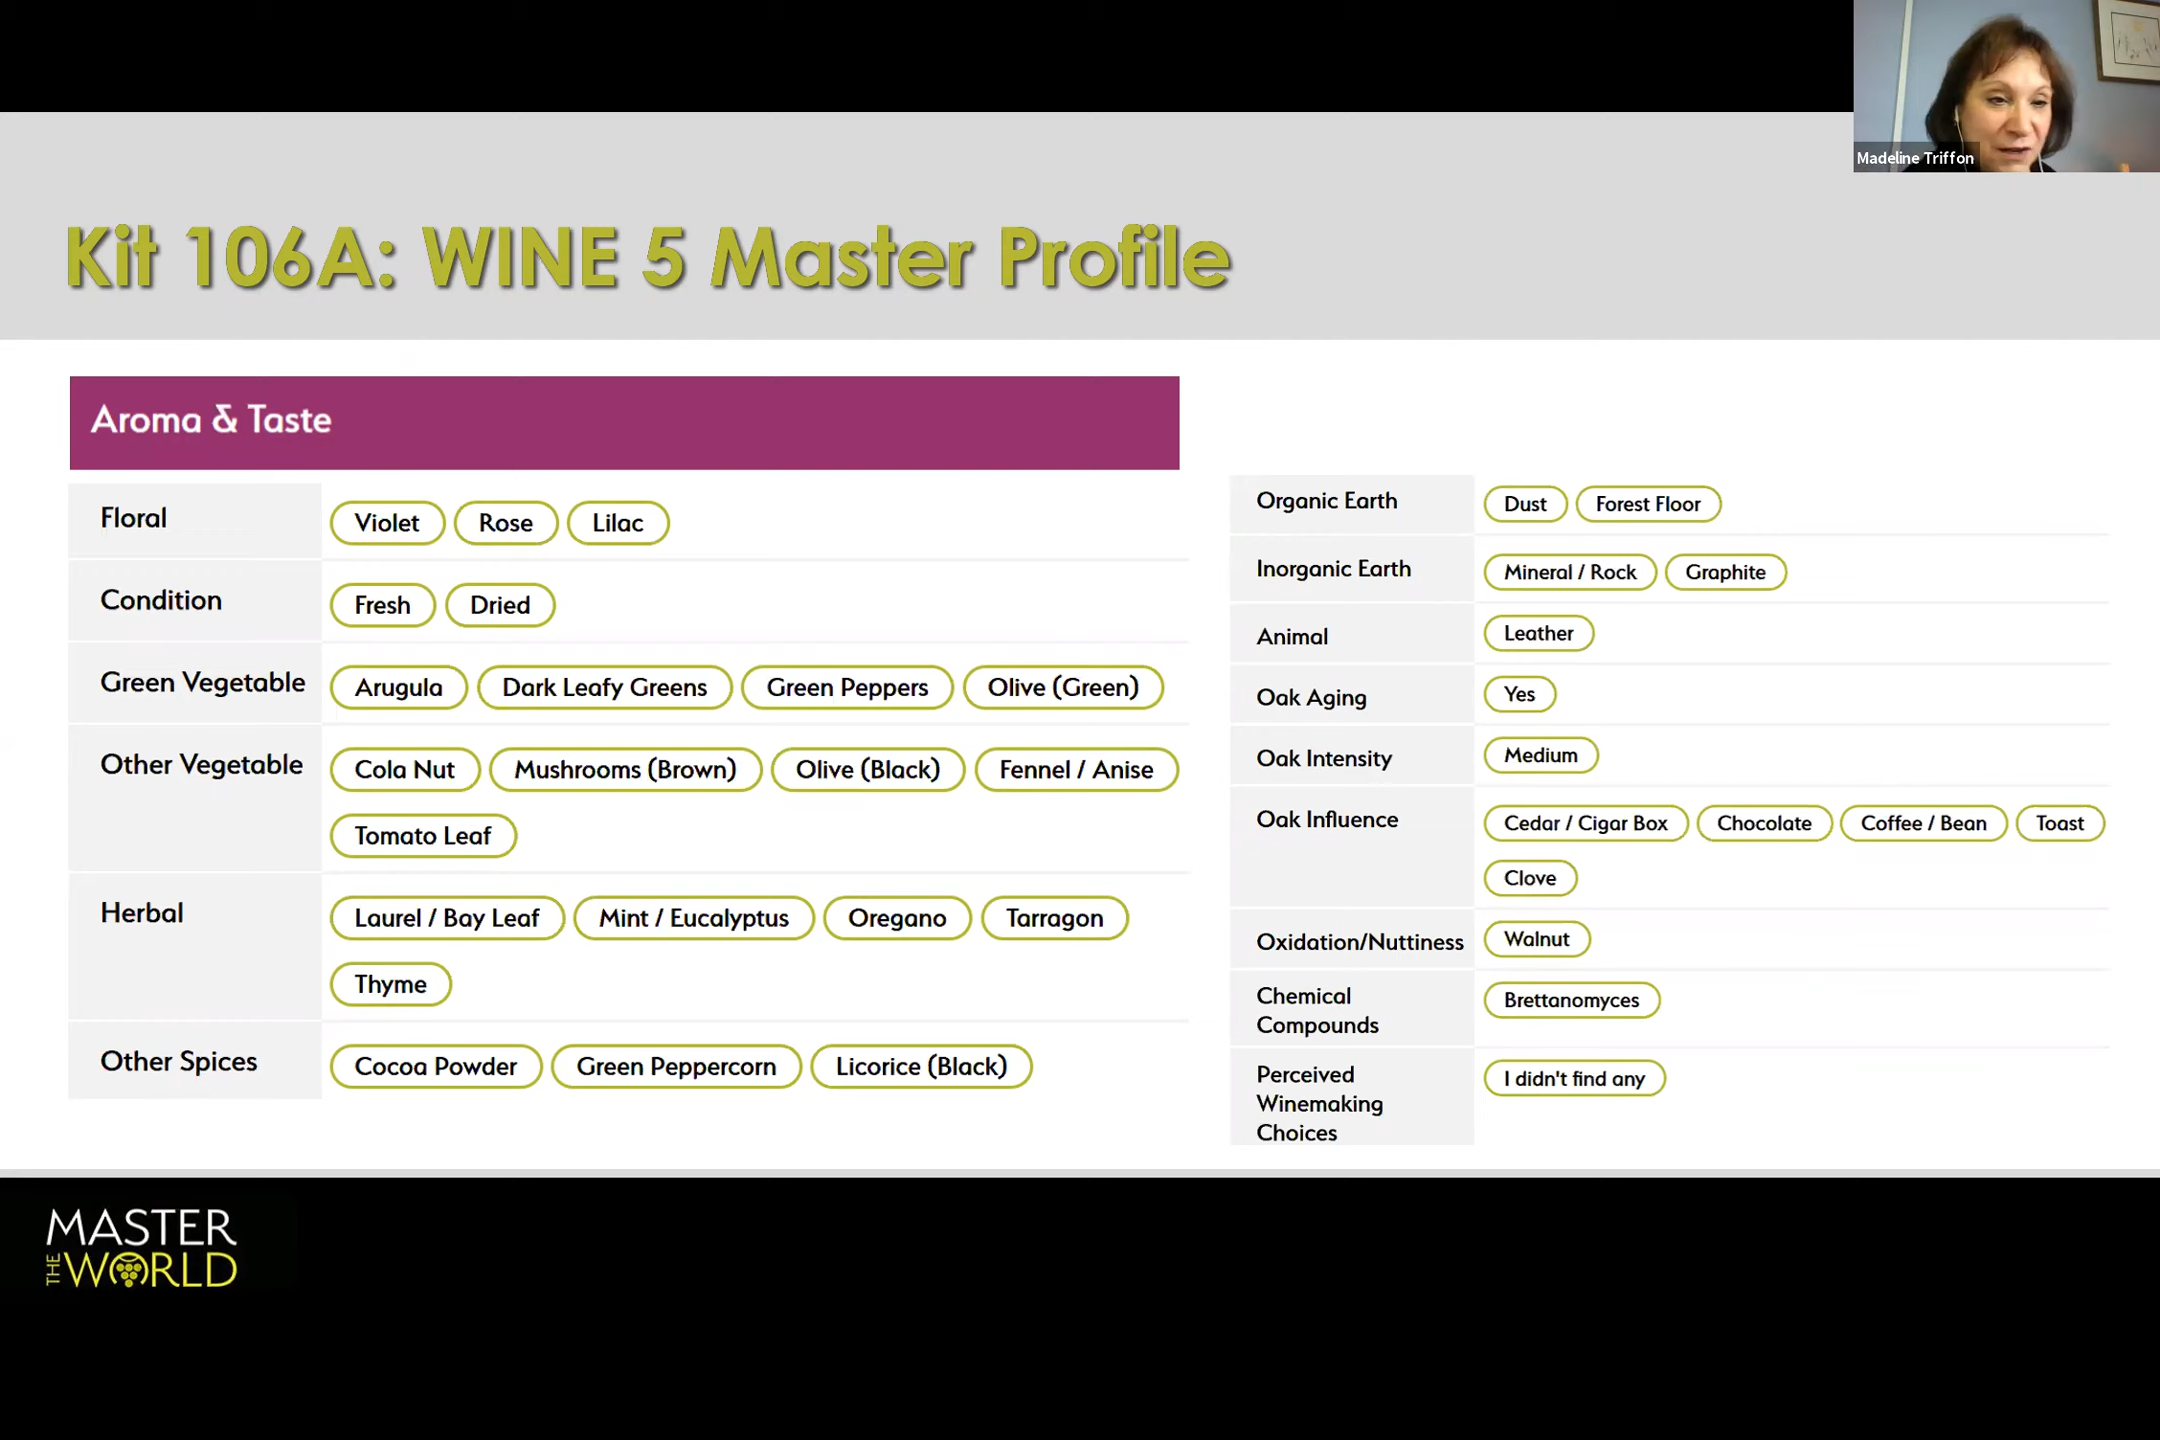 Madeline Triffon
Kit 106A: WINE 5 Master Profile
Aroma & Taste
Floral Violet Rose Lilac
Condition Fresh Dried
Green Vegetable Arugula Dark Leafy Greens Green Peppers Olive (Green)
Other Vegetable Cola Nut Mushrooms (Brown) Olive (Black) Fennel / Anise
Tomato Leaf
Herbal Laurel / Bay Leaf Mint / Eucalyptus Oregano Tarragon
Thyme
Other Spices Cocoa Powder Green Peppercorn Licorice (Black)
Organic Earth Dust Forest Floor
Inorganic Earth Mineral / Rock Graphite
Animal Leather
Oak Aging Yes
Oak Intensity Medium
Oak Influence Cedar / Cigar Box Chocolate Coffee / Bean Toast
Clove
Oxidation/Nuttiness Walnut
Chemical Brettanomyces
Compounds
Perceived I didn't find any
Winemaking
Choices
MASTER
THE WORLD